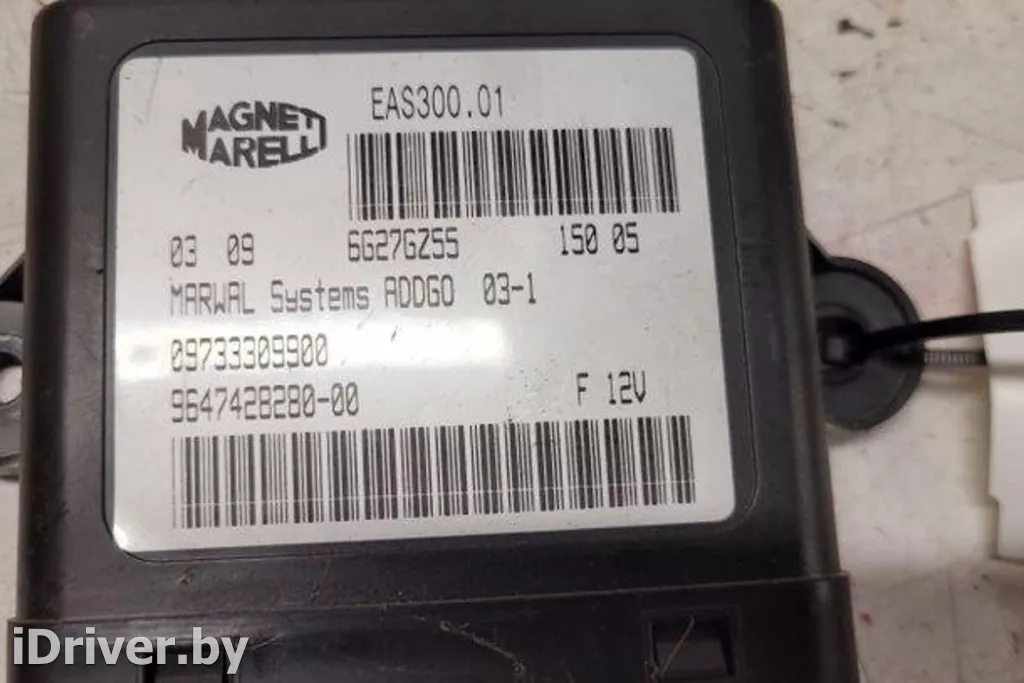 MAGNETI
MARELLI
EAS300.01
03 09 6G27GZ55 150 05
MARWAL Systems ADDGO 03-1
09733309900
9647428280-00 F 12V
iDriver.by